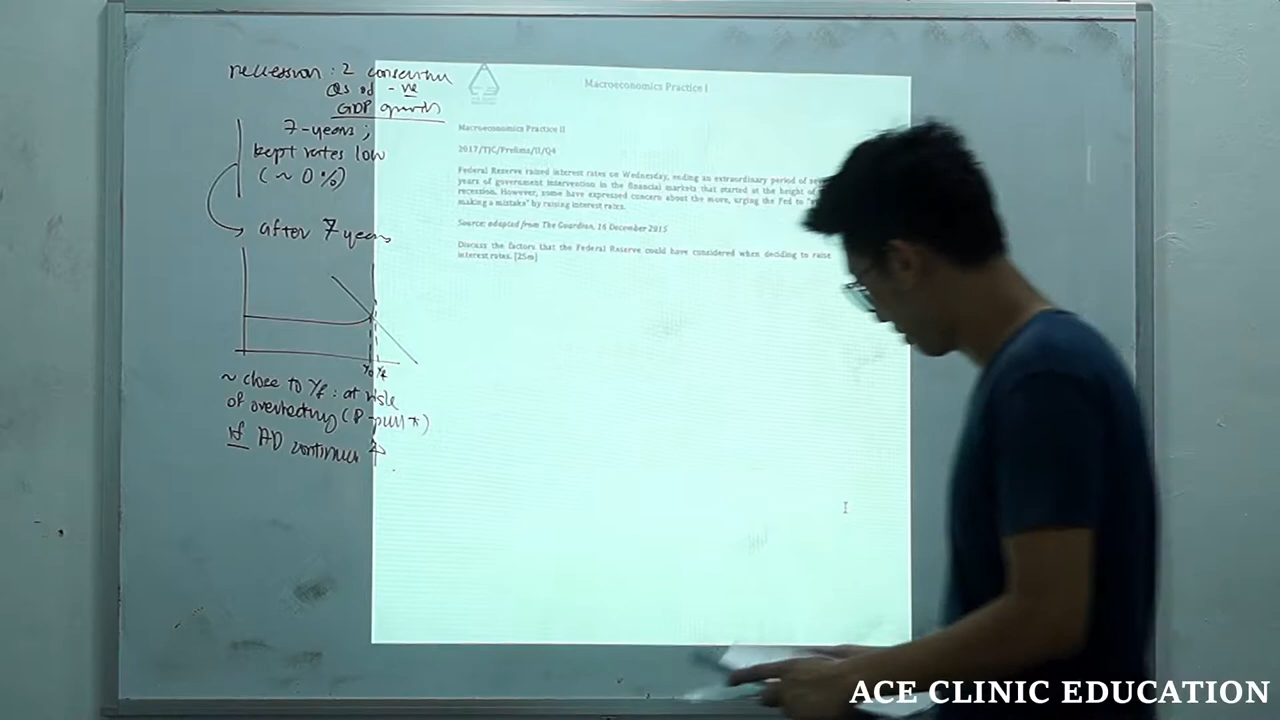 recession : 2 consecutive
Qs of - ve
GDP growth
7-years ;
kept rates low
(~ 0%)
after 7 years
Yo Yf
~ close to Yf : at risk
of overheating (
if AD continues ↑
Macroeconomics Practice I
Macroeconomics Practice II
2017/TJC/Prelims/II/Q4
Federal Reserve raised interest rates on Wednesday, ending an extraordinary period of
years of government intervention in the financial markets that started at the height of
recession. However, some have expressed concern about the move, urging the Fed to
making a mistake" by raising interest rates.
Source: adapted from The Guardian, 16 December 2015
Discuss the factors that the Federal Reserve could have considered when deciding to raise
interest rates. [25m]
ACE CLINIC EDUCATION